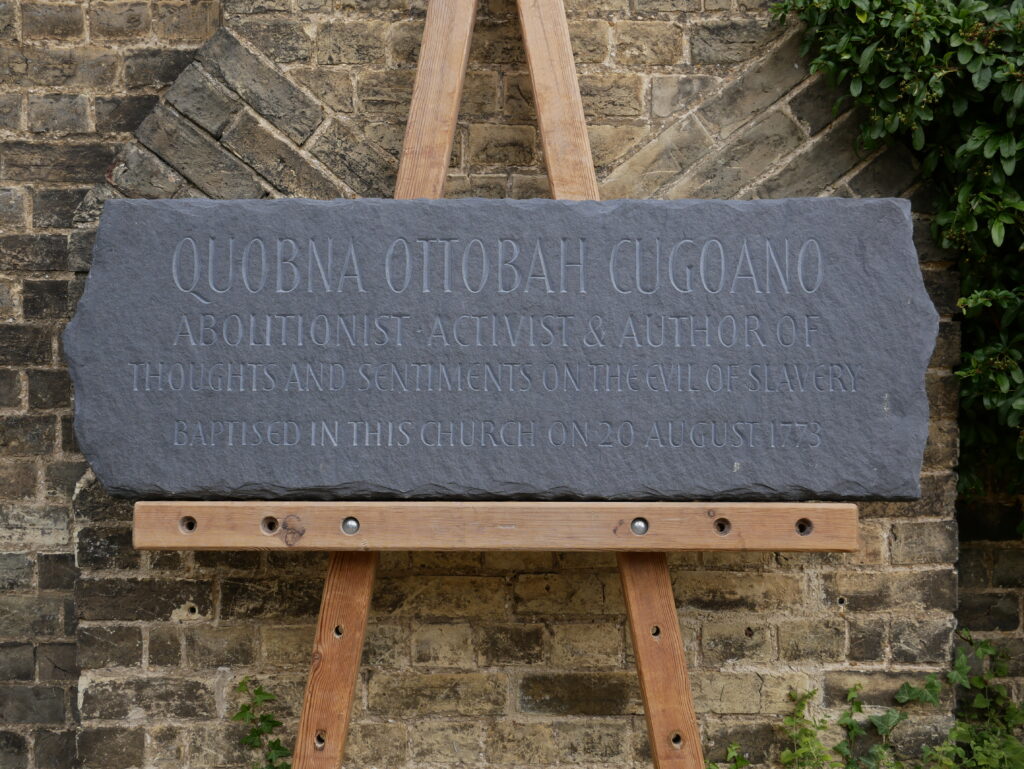 QUOBNA OTTOBAH CUGOANO
ABOLITIONIST · ACTIVIST & AUTHOR OF
THOUGHTS AND SENTIMENTS ON THE EVIL OF SLAVERY
BAPTISED IN THIS CHURCH ON 20 AUGUST 1773